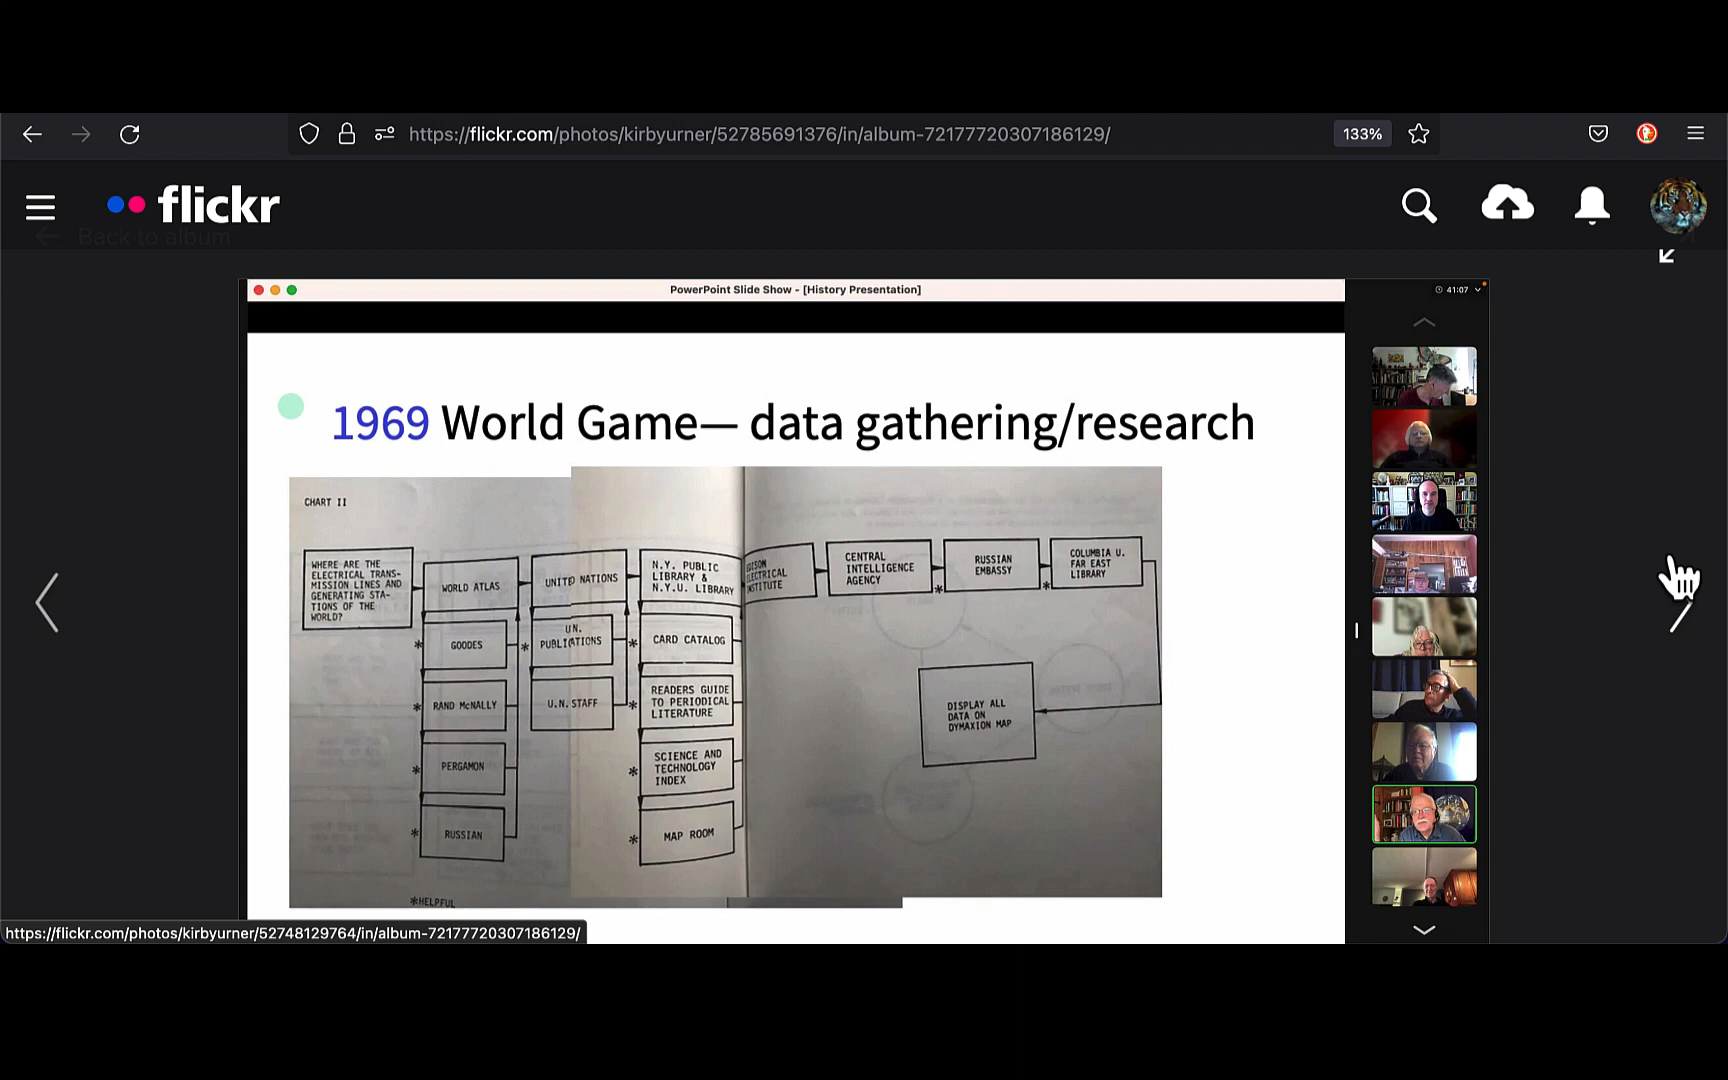 https://flickr.com/photos/kirbyurner/52785691376/in/album-72177720307186129/
133%
flickr
Back to album
PowerPoint Slide Show - [History Presentation]
41:07
1969 World Game— data gathering/research
CHART II
WHERE ARE THE
ELECTRICAL TRANS-
MISSION LINES AND
GENERATING STA-
TIONS OF THE
WORLD?
WORLD ATLAS
* GOODES
* RAND McNALLY
* PERGAMON
* RUSSIAN
UNITED NATIONS
* U.N.
PUBLICATIONS
U.N. STAFF
N.Y. PUBLIC
LIBRARY &
N.Y.U. LIBRARY
* CARD CATALOG
* READERS GUIDE
TO PERIODICAL
LITERATURE
* SCIENCE AND
TECHNOLOGY
INDEX
* MAP ROOM
EDISON
ELECTRICAL
INSTITUTE
CENTRAL
INTELLIGENCE
AGENCY
*
RUSSIAN
EMBASSY
*
COLUMBIA U.
FAR EAST
LIBRARY
DISPLAY ALL
DATA ON
DYMAXION MAP
*HELPFUL
https://flickr.com/photos/kirbyurner/52748129764/in/album-72177720307186129/